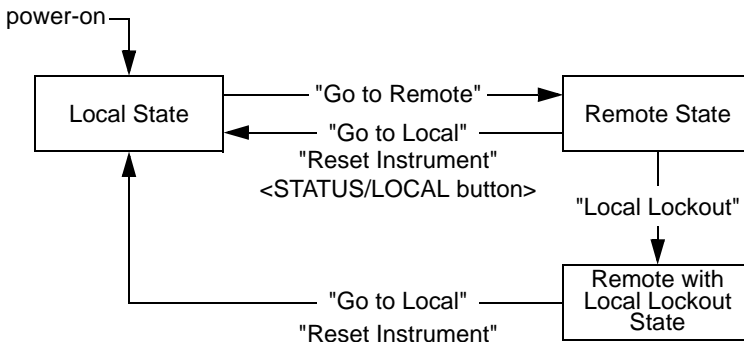 power-on
Local State
"Go to Remote"
Remote State
"Go to Local"
"Reset Instrument"
<STATUS/LOCAL button>
"Local Lockout"
Remote with
Local Lockout
State
"Go to Local"
"Reset Instrument"